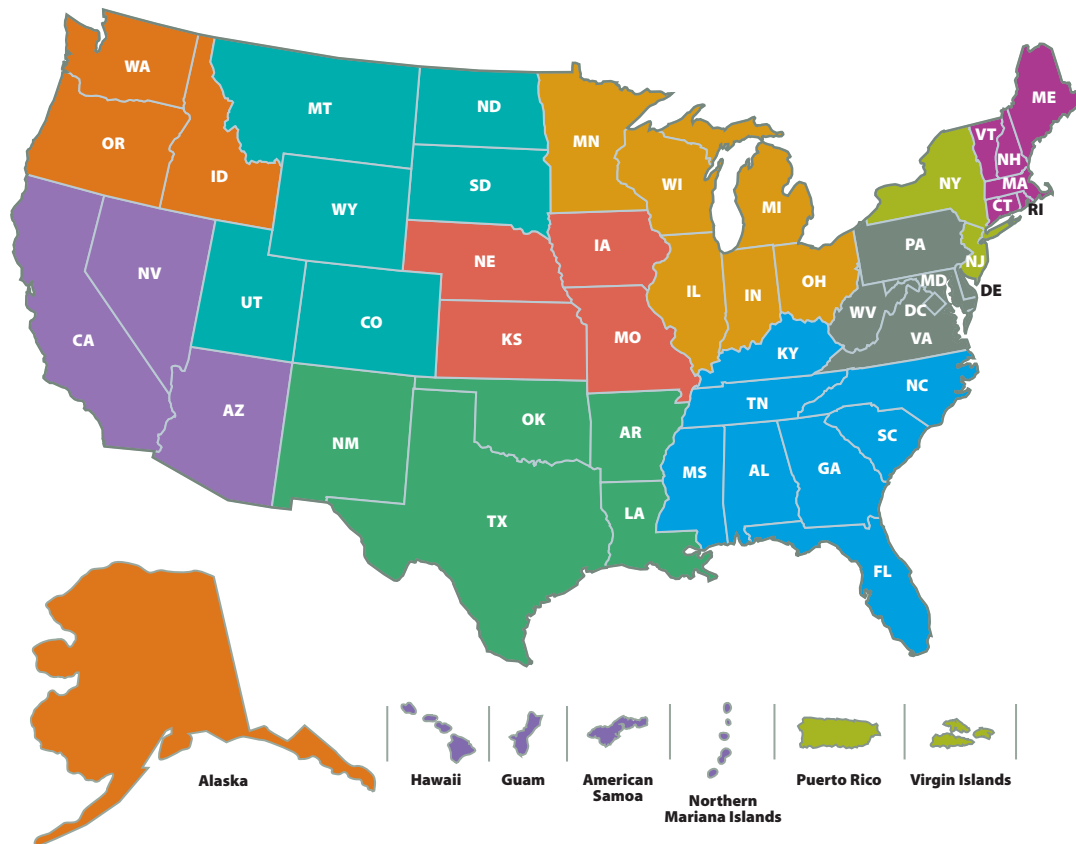 WA
MT
ND
MN
ME
VT
NH
OR
ID
SD
WI
MI
NY
MA
CT
RI
WY
NV
NE
IA
PA
NJ
IL
IN
OH
MD
DE
UT
CO
WV
DC
VA
CA
KS
MO
KY
AZ
NM
OK
AR
TN
NC
SC
MS
AL
GA
TX
LA
FL
Alaska
Hawaii
Guam
American
Samoa
Northern
Mariana Islands
Puerto Rico
Virgin Islands